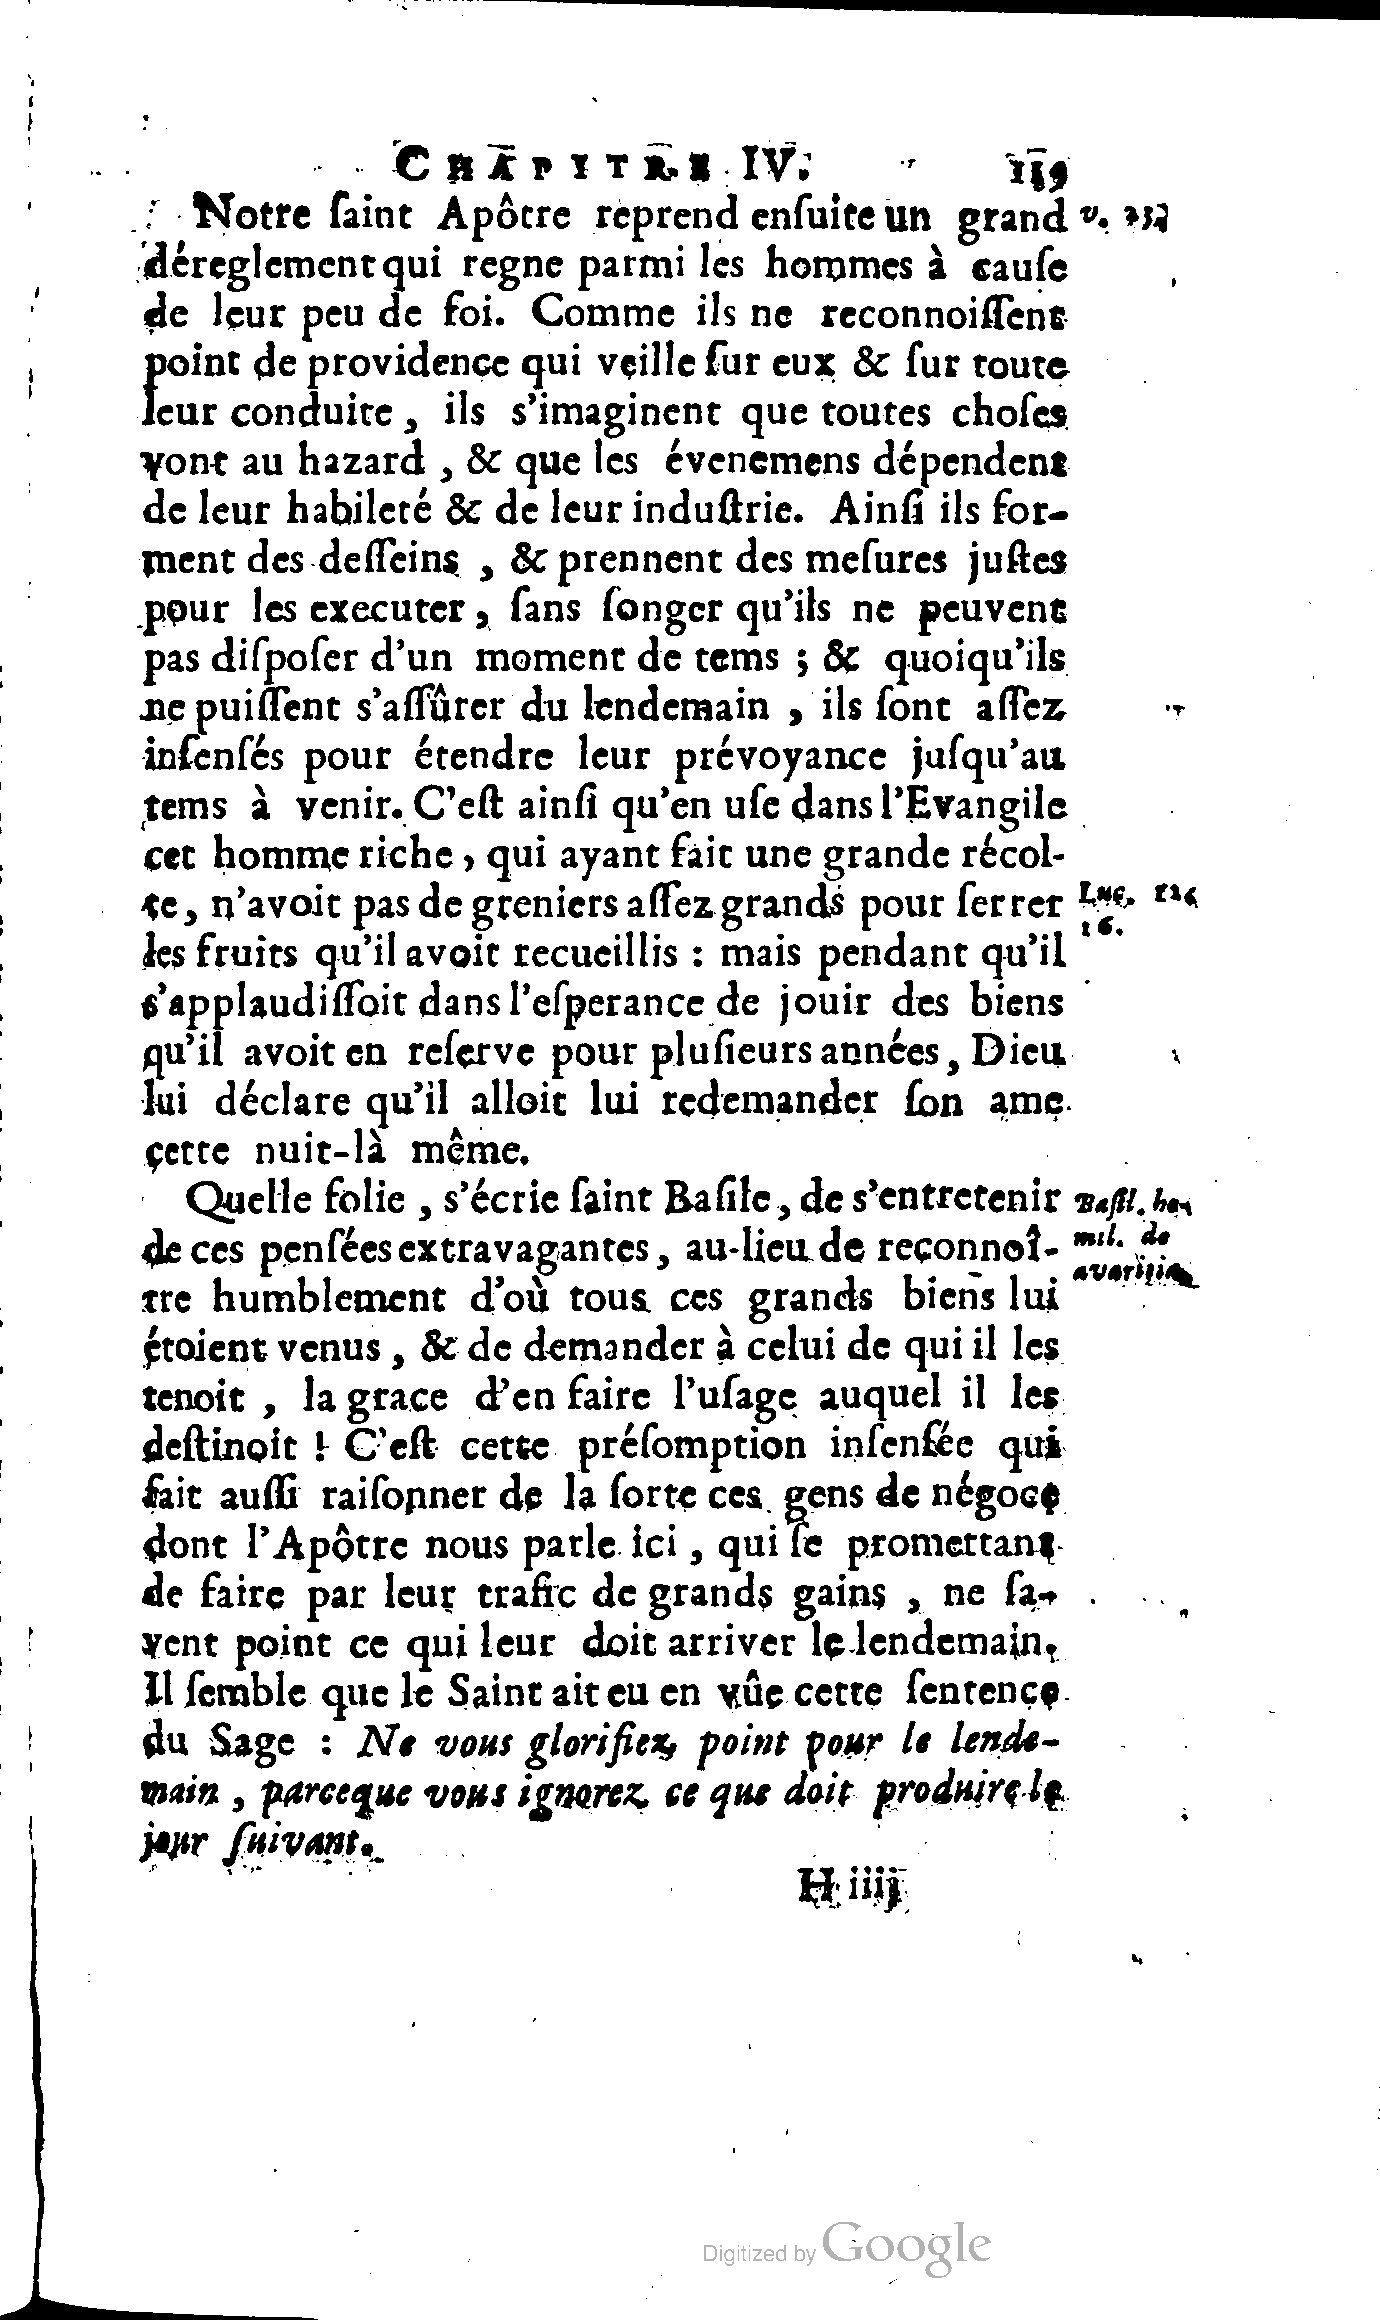 CHAPITRE IV.
Notre ſaint Apôtre reprend enſuite un grand v.
déreglement qui regne parmi les hommes à cauſe
de leur peu de foi. Comme ils ne reconnoiſſent
point de providence qui veille ſur eux & ſur toute
leur conduite, ils s'imaginent que toutes choſes
vont au hazard, & que les évenemens dépendent
de leur habileté & de leur induſtrie. Ainſi ils for-
ment des deſſeins, & prennent des meſures juſtes
pour les executer, ſans ſonger qu'ils ne peuvent
pas diſpoſer d'un moment de tems ; & quoiqu'ils
ne puiſſent s'aſſûrer du lendemain, ils ſont aſſez
inſenſés pour étendre leur prévoyance juſqu'au
tems à venir. C'eſt ainſi qu'en uſe dans l'Evangile
cet homme riche, qui ayant fait une grande récol-
te, n'avoit pas de greniers aſſez grands pour ſerrer Luc. 12.
les fruits qu'il avoit recueillis : mais pendant qu'il 16.
s'applaudiſſoit dans l'eſperance de jouir des biens
qu'il avoit en reſerve pour pluſieurs années, Dieu
lui déclare qu'il alloit lui redemander ſon ame
cette nuit-là même.
Quelle folie, s'écrie ſaint Baſile, de s'entretenir Baſil. ho-
de ces penſées extravagantes, au-lieu de reconnoî- mil. de
tre humblement d'où tous ces grands biens lui avaritia
étoient venus, & de demander à celui de qui il les
tenoit, la grace d'en faire l'uſage auquel il les
deſtinoit ! C'eſt cette préſomption inſenſée qui
fait auſſi raiſonner de la ſorte ces gens de négoce
dont l'Apôtre nous parle ici, qui ſe promettant
de faire par leur trafic de grands gains, ne ſa-
vent point ce qui leur doit arriver le lendemain.
Il ſemble que le Saint ait eu en vûe cette ſentence
du Sage : Ne vous glorifiez point pour le lende-
main, parceque vous ignorez ce que doit produire le
jour ſuivant.
H iiij
Digitized by Google